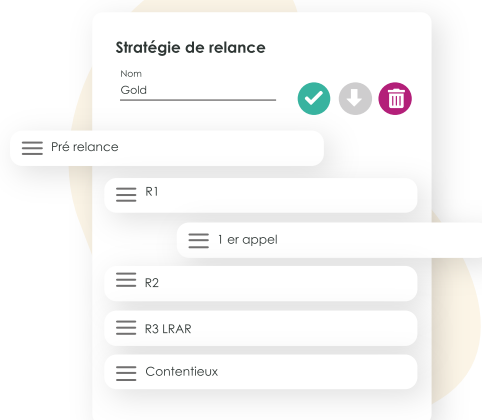 Stratégie de relance
Nom
Gold
Pré relance
R1
1 er appel
R2
R3 LRAR
Contentieux